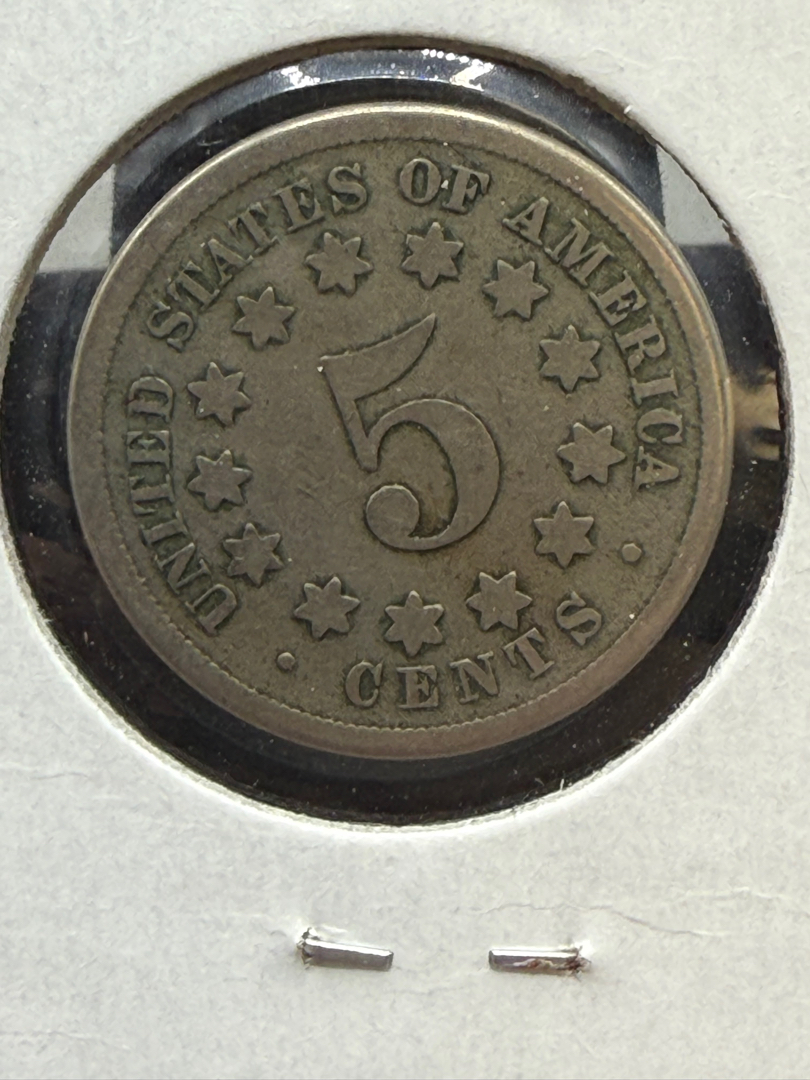 UNITED STATES OF AMERICA
5
· CENTS ·